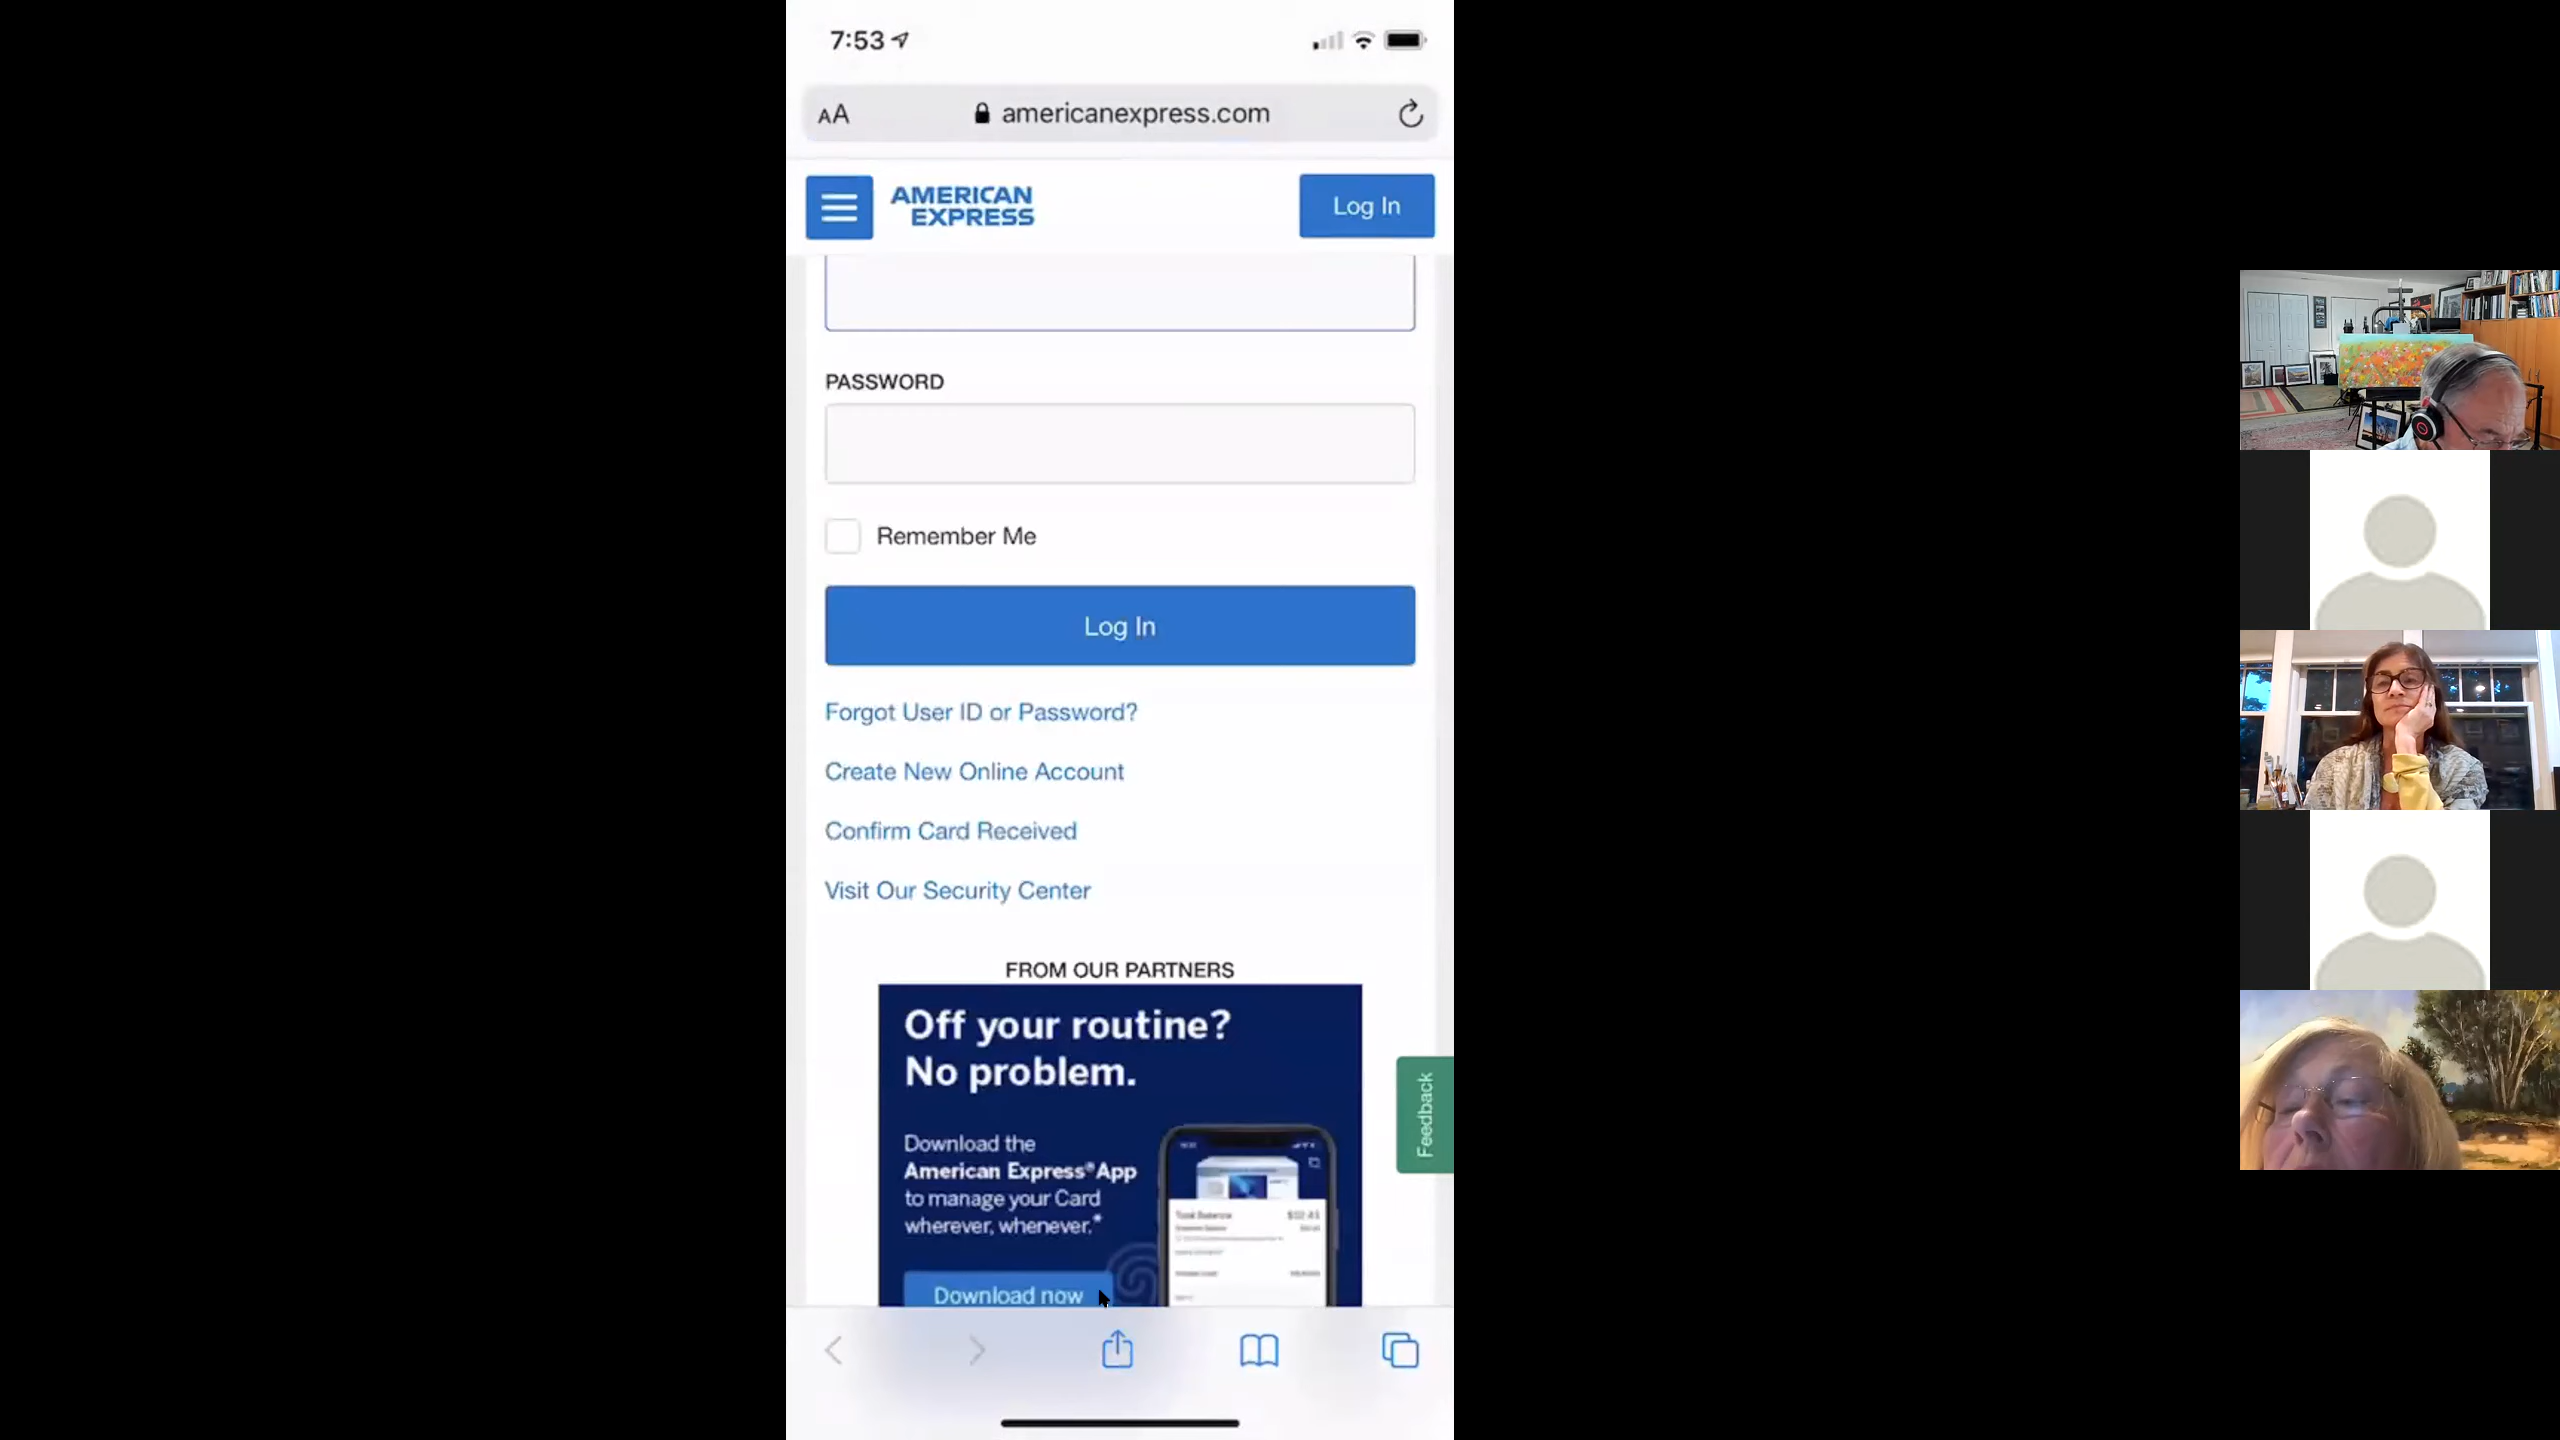 7:53
AA americanexpress.com
AMERICAN
EXPRESS
Log In
PASSWORD
Remember Me
Log In
Forgot User ID or Password?
Create New Online Account
Confirm Card Received
Visit Our Security Center
FROM OUR PARTNERS
Off your routine?
No problem.
Download the
American Express® App
to manage your Card
wherever, whenever.*
Download now
Feedback
Total Balance